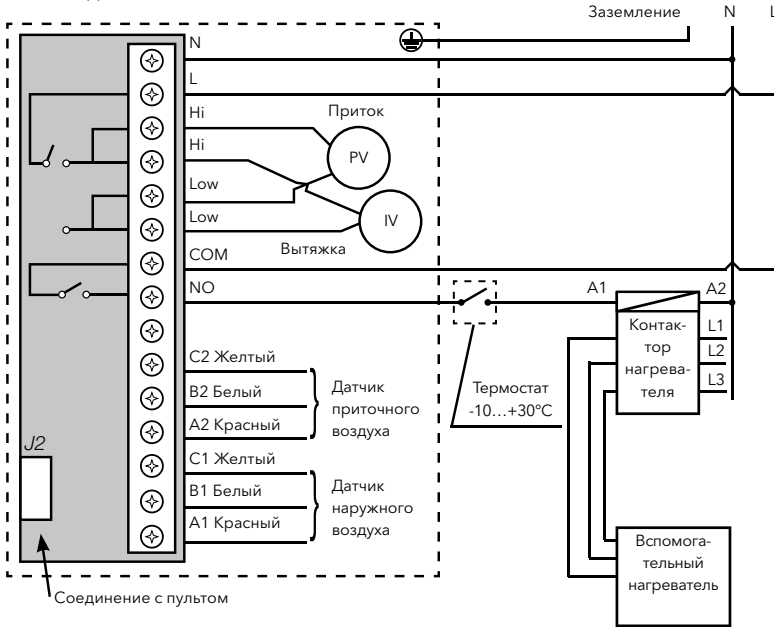 Заземление N L
N
L
Hi
Приток
Hi
PV
Low
Low
IV
Вытяжка
COM
NO
A1 A2
Контак-
тор
нагрева-
теля
L1
L2
L3
Термостат
-10…+30°C
C2 Желтый
B2 Белый
A2 Красный
Датчик
приточного
воздуха
C1 Желтый
B1 Белый
A1 Красный
Датчик
наружного
воздуха
J2
Вспомога-
тельный
нагреватель
Соединение с пультом